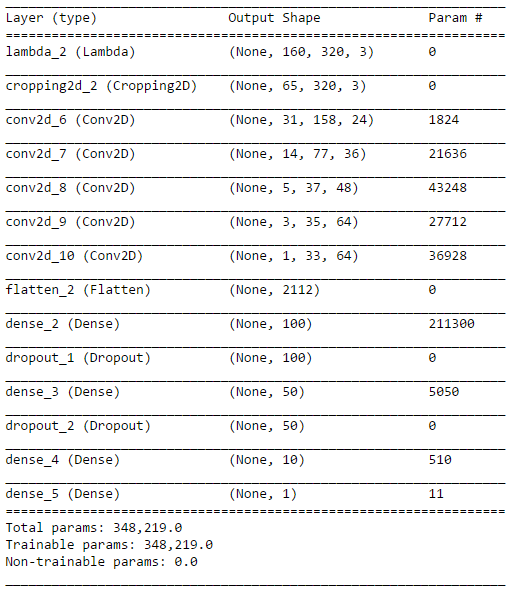 Layer (type) Output Shape Param #
lambda_2 (Lambda) (None, 160, 320, 3) 0
cropping2d_2 (Cropping2D) (None, 65, 320, 3) 0
conv2d_6 (Conv2D) (None, 31, 158, 24) 1824
conv2d_7 (Conv2D) (None, 14, 77, 36) 21636
conv2d_8 (Conv2D) (None, 5, 37, 48) 43248
conv2d_9 (Conv2D) (None, 3, 35, 64) 27712
conv2d_10 (Conv2D) (None, 1, 33, 64) 36928
flatten_2 (Flatten) (None, 2112) 0
dense_2 (Dense) (None, 100) 211300
dropout_1 (Dropout) (None, 100) 0
dense_3 (Dense) (None, 50) 5050
dropout_2 (Dropout) (None, 50) 0
dense_4 (Dense) (None, 10) 510
dense_5 (Dense) (None, 1) 11
Total params: 348,219.0
Trainable params: 348,219.0
Non-trainable params: 0.0